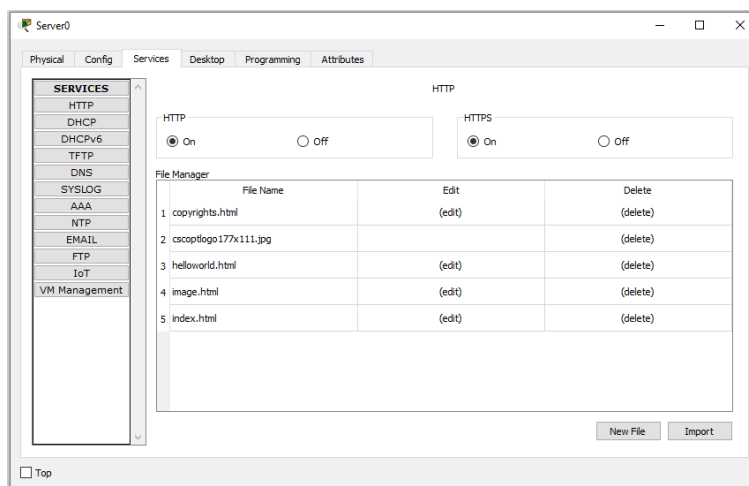 Server0
Physical Config Services Desktop Programming Attributes
SERVICES
HTTP
DHCP
DHCPv6
TFTP
DNS
SYSLOG
AAA
NTP
EMAIL
FTP
IoT
VM Management
HTTP
HTTP HTTPS
On Off On Off
File Manager
File Name Edit Delete
1 copyrights.html (edit) (delete)
2 cscoptlogo177x111.jpg (delete)
3 helloworld.html (edit) (delete)
4 image.html (edit) (delete)
5 index.html (edit) (delete)
New File Import
Top